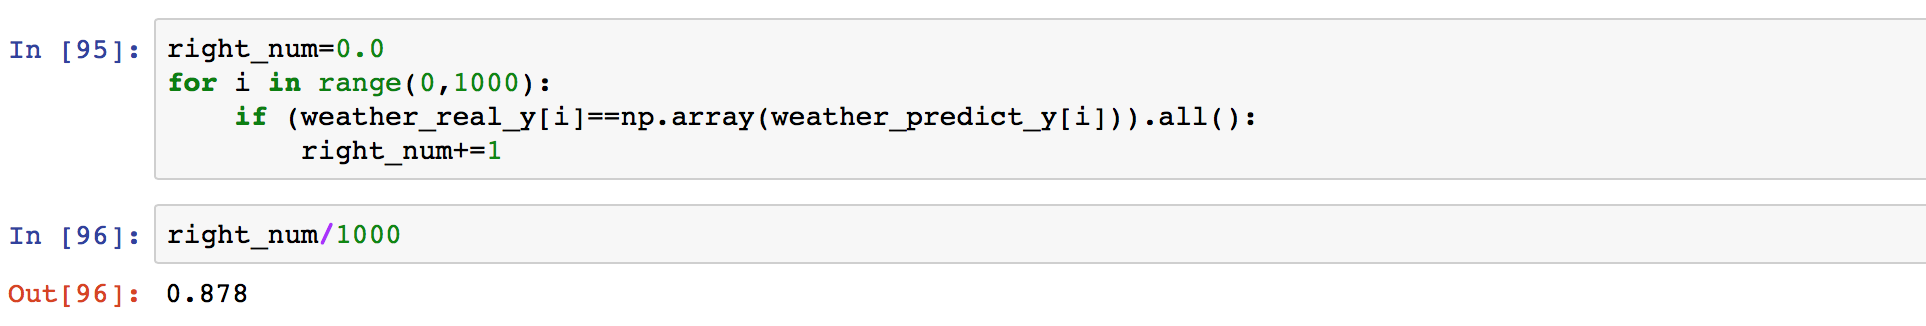 In [95]: right_num=0.0
for i in range(0,1000):
    if (weather_real_y[i]==np.array(weather_predict_y[i])).all():
        right_num+=1
In [96]: right_num/1000
Out[96]: 0.878